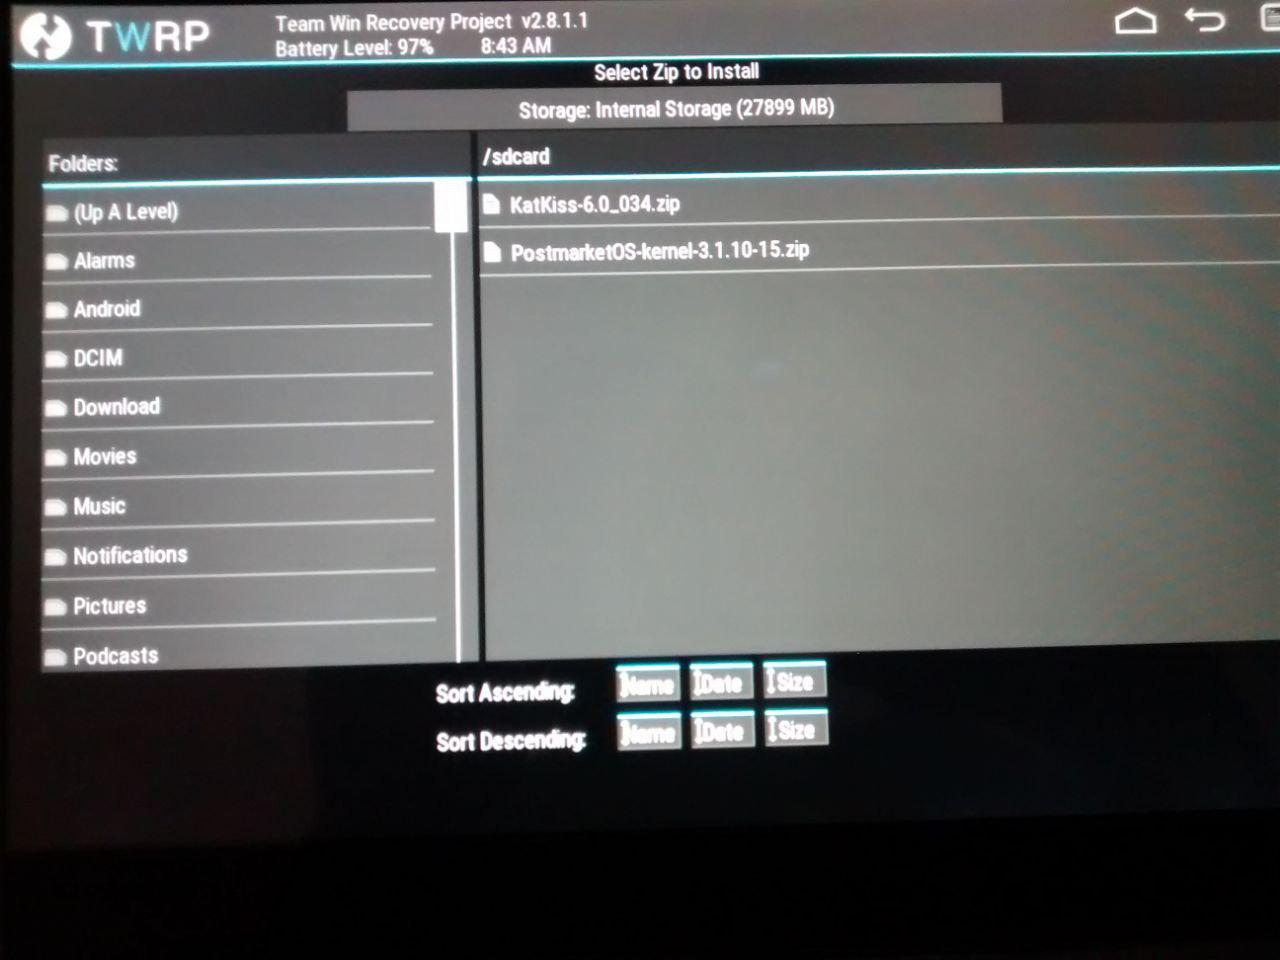 TWRP
Team Win Recovery Project v2.8.1.1
Battery Level: 97% 8:43 AM
Select Zip to Install
Storage: Internal Storage (27899 MB)
Folders:
(Up A Level)
Alarms
Android
DCIM
Download
Movies
Music
Notifications
Pictures
Podcasts
/sdcard
KatKiss-6.0_034.zip
PostmarketOS-kernel-3.1.10-15.zip
Sort Ascending: Name Date Size
Sort Descending: Name Date Size